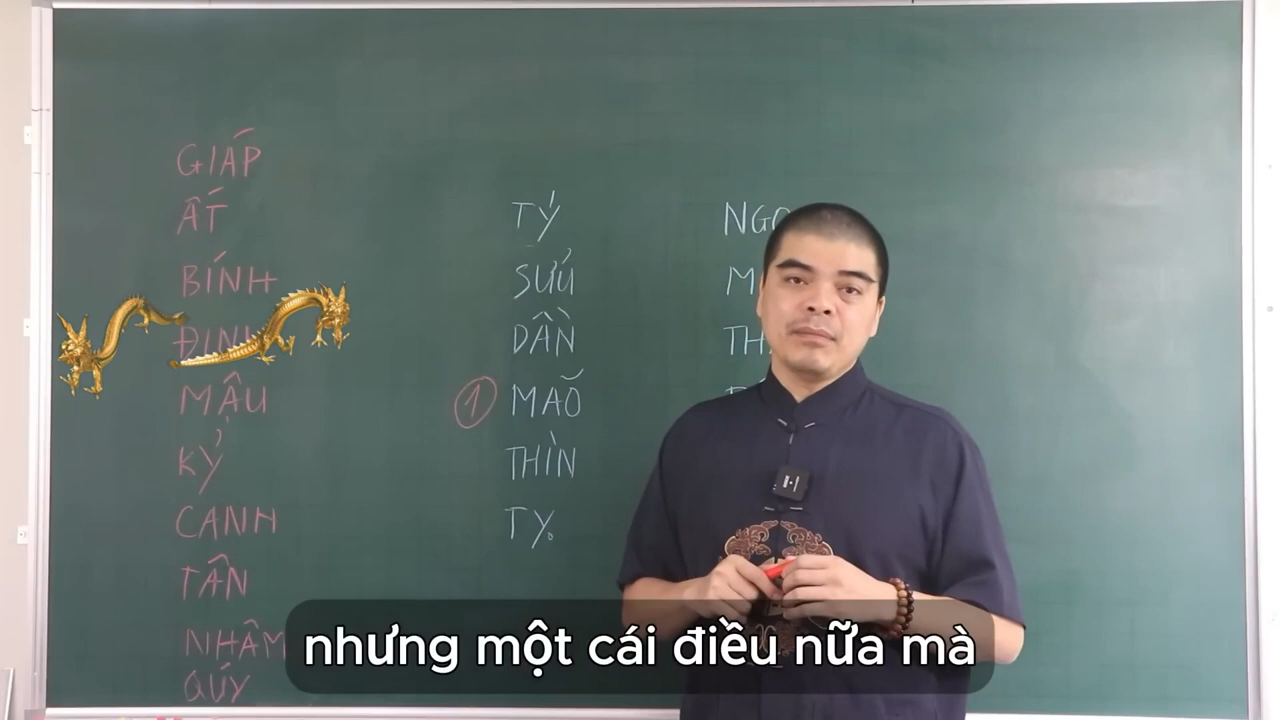 GIÁP
ẤT
BÍNH
MẬU
KỶ
CANH
TÂN
NHÂM
QÚY
TÝ
SỬU
DẦN
1 MÃO
THÌN
TỴ
nhưng một cái điều nữa mà